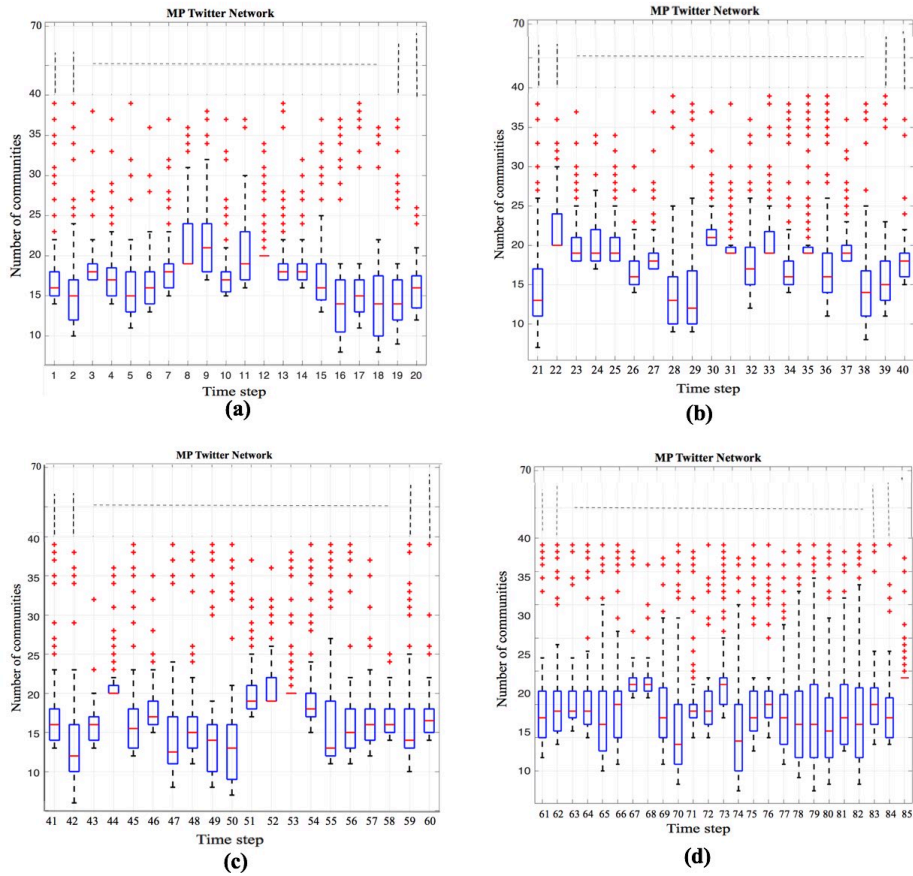 MP Twitter Network
70
40
35
30
25
20
15
10
Number of communities
1 2 3 4 5 6 7 8 9 10 11 12 13 14 15 16 17 18 19 20
Time step
(a)
MP Twitter Network
70
40
35
30
25
20
15
10
Number of communities
21 22 23 24 25 26 27 28 29 30 31 32 33 34 35 36 37 38 39 40
Time step
(b)
MP Twitter Network
70
40
35
30
25
20
15
10
Number of communities
41 42 43 44 45 46 47 48 49 50 51 52 53 54 55 56 57 58 59 60
Time step
(c)
MP Twitter Network
70
40
35
30
25
20
15
10
Number of communities
61 62 63 64 65 66 67 68 69 70 71 72 73 74 75 76 77 78 79 80 81 82 83 84 85
Time step
(d)